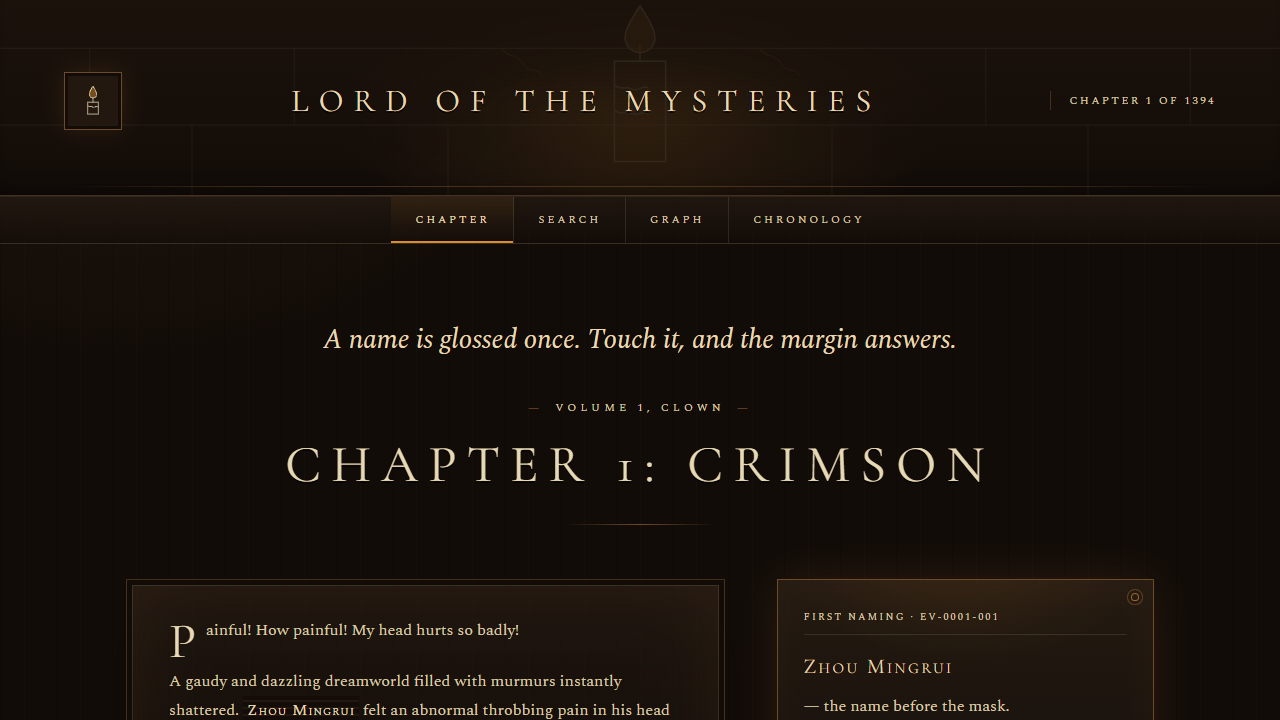 LORD OF THE MYSTERIES
CHAPTER 1 OF 1394
CHAPTER
SEARCH
GRAPH
CHRONOLOGY
A name is glossed once. Touch it, and the margin answers.
— VOLUME 1, CLOWN —
CHAPTER 1: CRIMSON
Painful! How painful! My head hurts so badly!
A gaudy and dazzling dreamworld filled with murmurs instantly
shattered. Zhou Mingrui felt an abnormal throbbing pain in his head
FIRST NAMING · EV-0001-001
Zhou Mingrui
— the name before the mask.